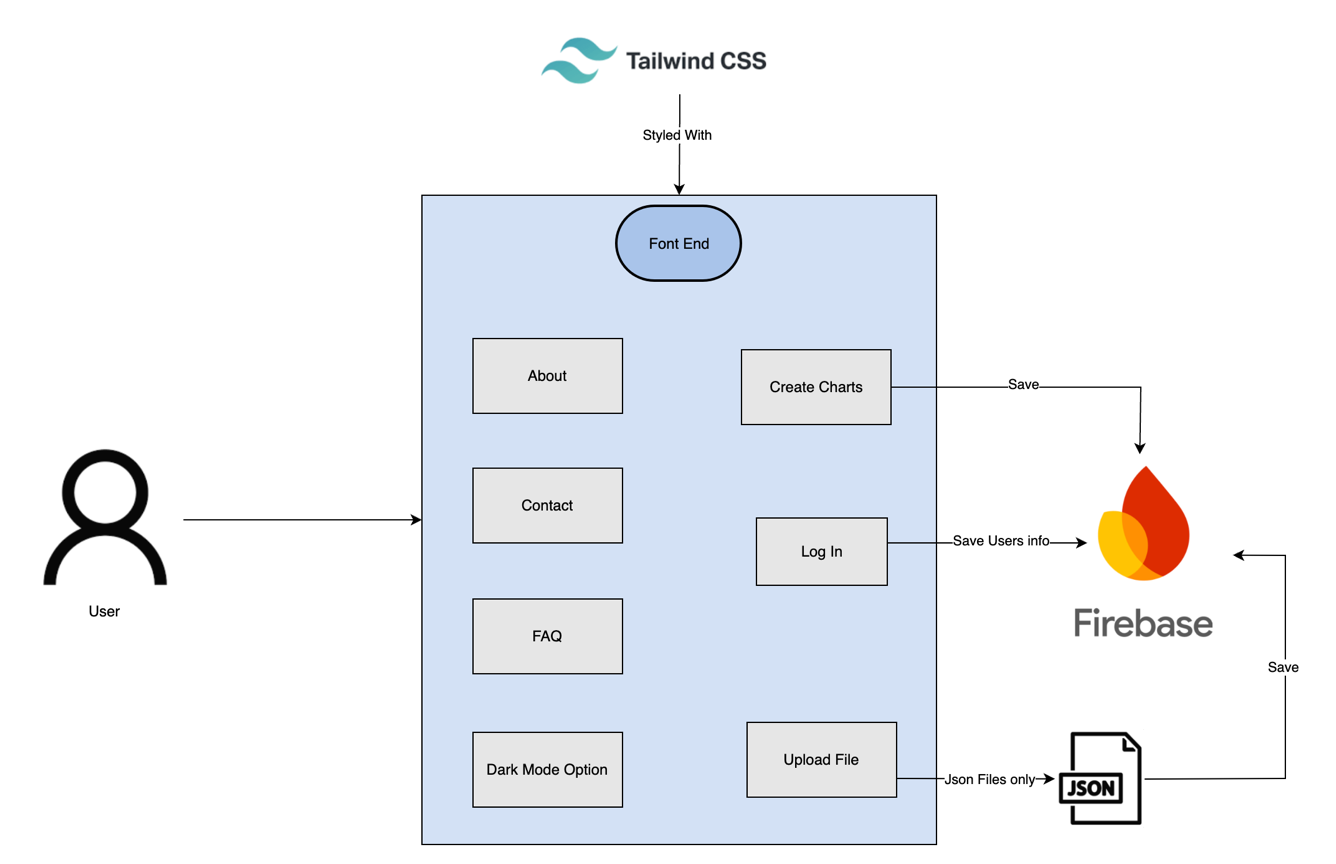 Tailwind CSS
Styled With
Font End
About
Create Charts
Save
Contact
Log In
Save Users info
User
FAQ
Firebase
Save
Dark Mode Option
Upload File
Json Files only
JSON